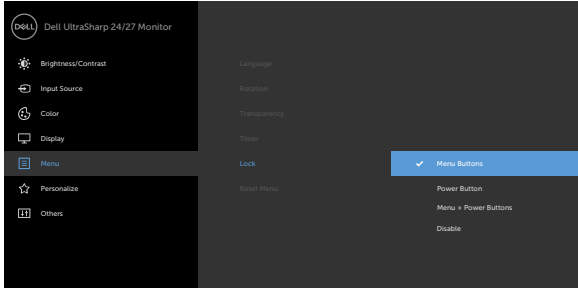 DELL Dell UltraSharp 24/27 Monitor
Brightness/Contrast
Input Source
Color
Display
Menu
Personalize
Others
Language
Rotation
Transparency
Timer
Lock
Reset Menu
Menu Buttons
Power Button
Menu + Power Buttons
Disable